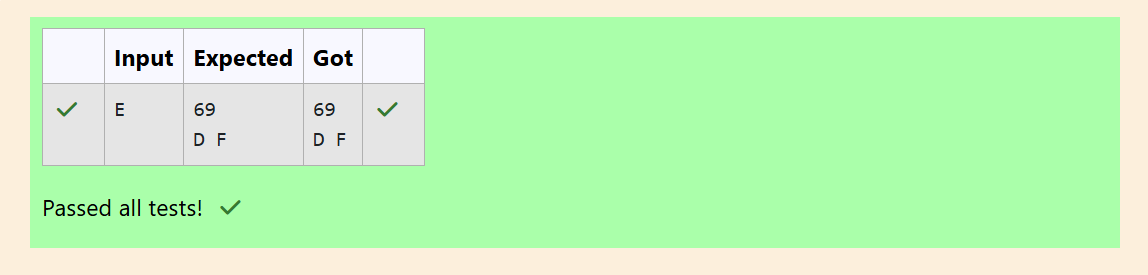 Input Expected Got
E 69 69
D F D F
Passed all tests!